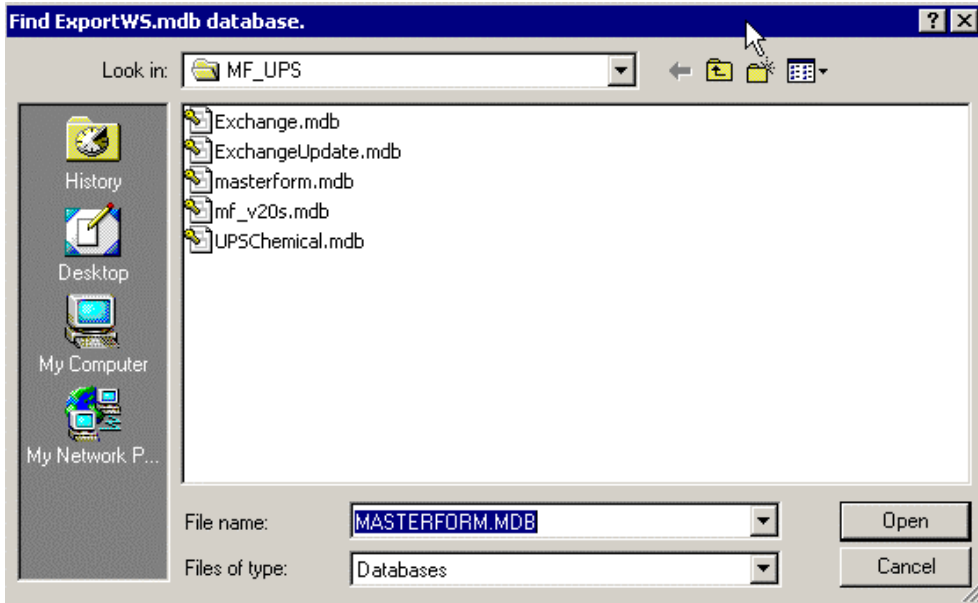 Find ExportWS.mdb database.
Look in: MF_UPS
Exchange.mdb
ExchangeUpdate.mdb
masterform.mdb
mf_v20s.mdb
UPSChemical.mdb
History
Desktop
My Computer
My Network P...
File name: MASTERFORM.MDB Open
Files of type: Databases Cancel